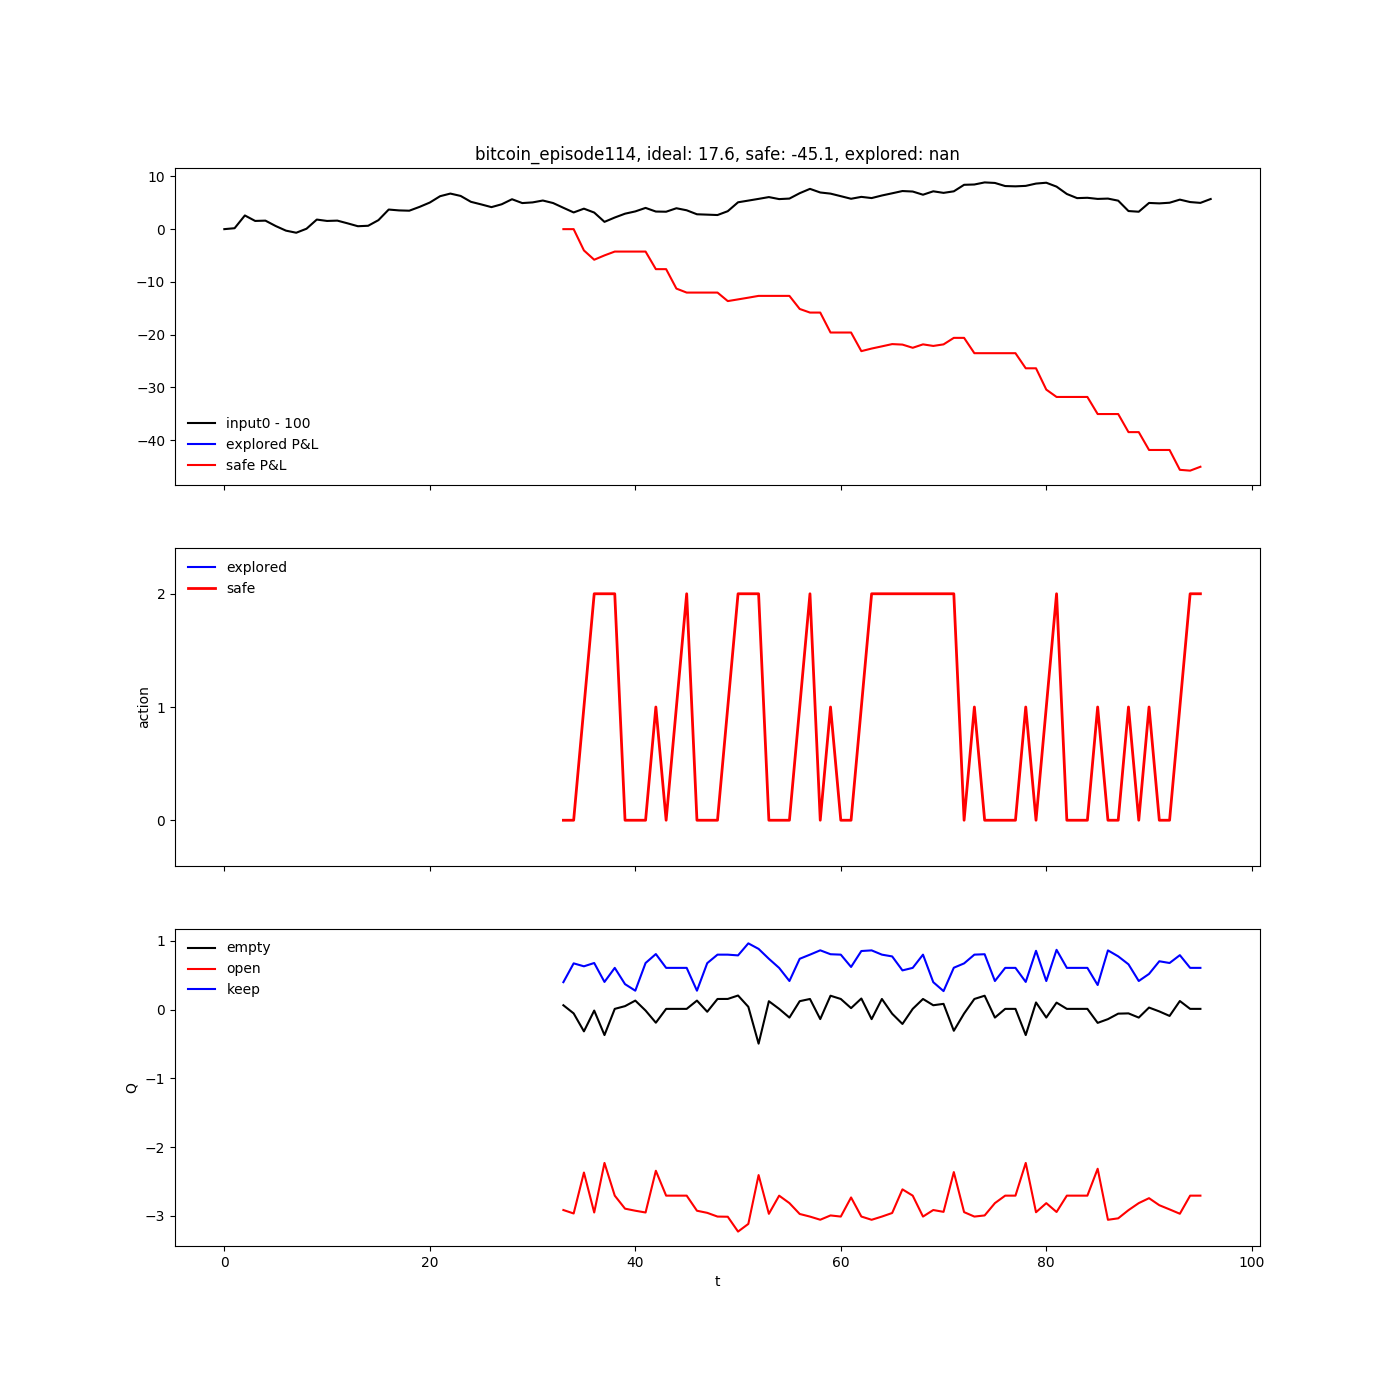 bitcoin_episode114, ideal: 17.6, safe: -45.1, explored: nan
10
0
−10
−20
−30
−40
input0 - 100
explored P&L
safe P&L
2
1
0
action
explored
safe
1
0
−1
−2
−3
Q
empty
open
keep
0
20
40
60
80
100
t